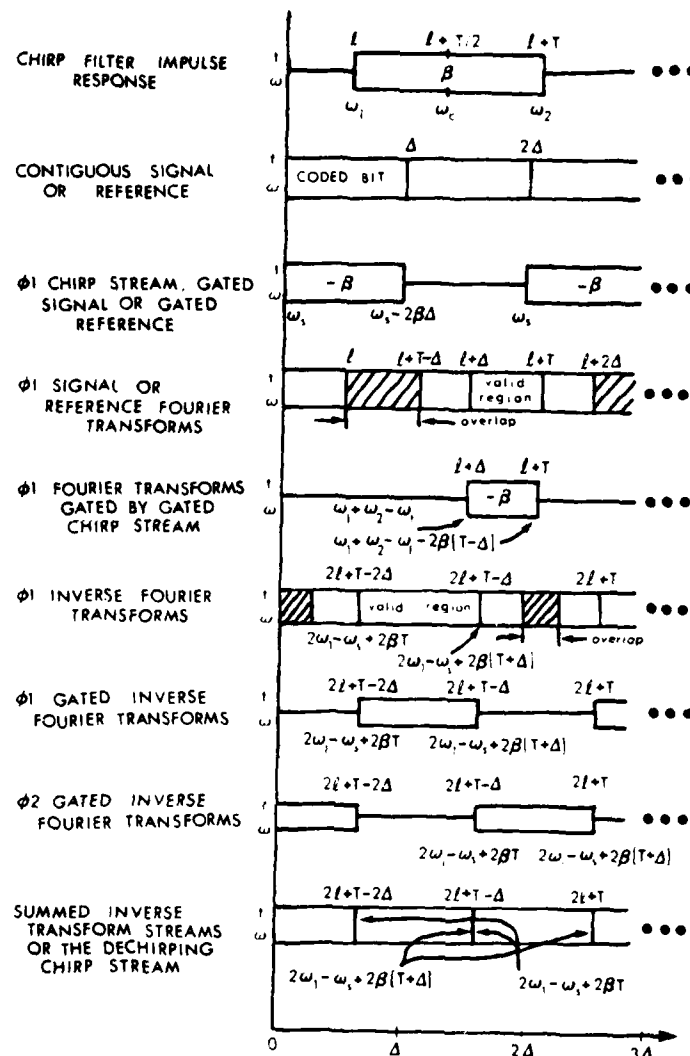 ℓ ℓ + T/2 ℓ + T
CHIRP FILTER IMPULSE
RESPONSE
t
ω
β
ω₁ ω_c ω₂
Δ 2Δ
CONTIGUOUS SIGNAL
OR REFERENCE
t
ω
CODED BIT
ϕ1 CHIRP STREAM, GATED
SIGNAL OR GATED
REFERENCE
t
ω
-β -β
ω_s ω_s-2βΔ ω_s
ℓ ℓ+T-Δ ℓ+Δ ℓ+T ℓ+2Δ
ϕ1 SIGNAL OR
REFERENCE FOURIER
TRANSFORMS
t
ω
valid
region
overlap
ℓ+Δ ℓ+T
ϕ1 FOURIER TRANSFORMS
GATED BY GATED
CHIRP STREAM
t
ω
-β
ω₁+ω₂-ω₁
ω₁+ω₂-ω₁-2β(T-Δ)
2ℓ+T-2Δ 2ℓ+T-Δ 2ℓ+T
ϕ1 INVERSE FOURIER
TRANSFORMS
t
ω
valid region
overlap
2ω₁-ω_s+2βT
2ω₁-ω_s+2β(T+Δ)
2ℓ+T-2Δ 2ℓ+T-Δ 2ℓ+T
ϕ1 GATED INVERSE
FOURIER TRANSFORMS
t
ω
2ω₁-ω_s+2βT 2ω₁-ω_s+2β(T+Δ)
2ℓ+T-2Δ 2ℓ+T-Δ 2ℓ+T
ϕ2 GATED INVERSE
FOURIER TRANSFORMS
t
ω
2ω₁-ω_s+2βT 2ω₁-ω_s+2β(T+Δ)
2ℓ+T-2Δ 2ℓ+T-Δ 2ℓ+T
SUMMED INVERSE
TRANSFORM STREAMS
OR THE DECHIRPING
CHIRP STREAM
t
ω
2ω₁-ω_s+2β(T+Δ) 2ω₁-ω_s+2βT
0 Δ 2Δ 3Δ